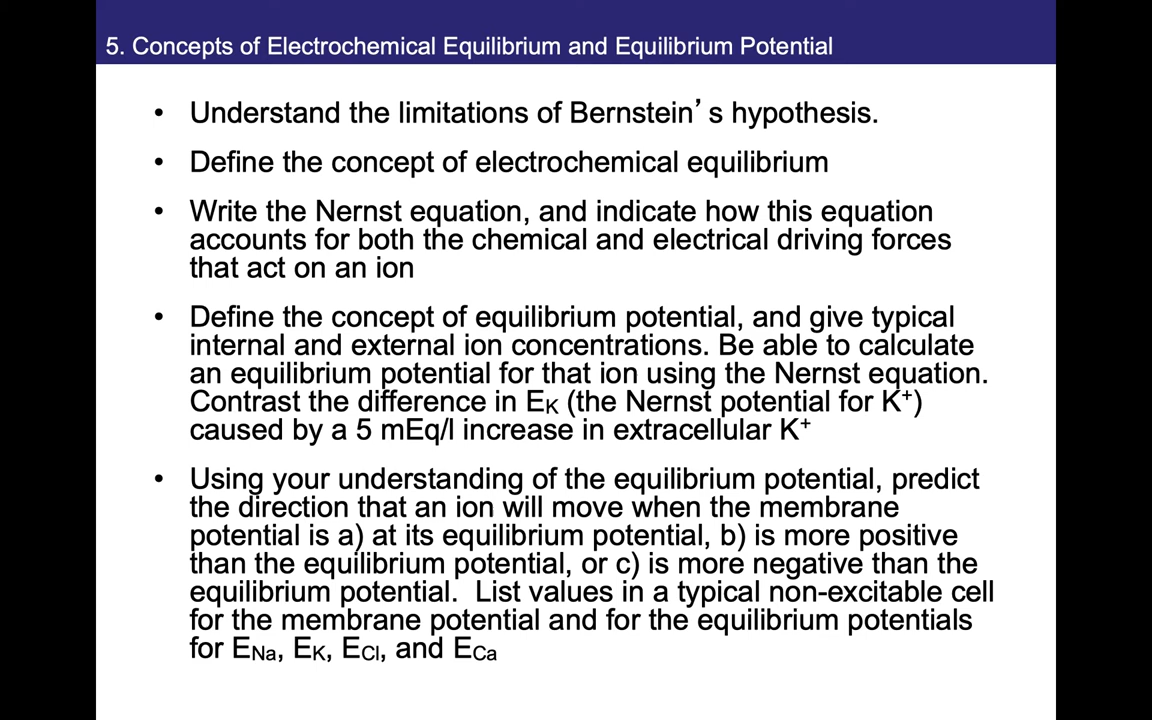 5. Concepts of Electrochemical Equilibrium and Equilibrium Potential
• Understand the limitations of Bernstein’s hypothesis.
• Define the concept of electrochemical equilibrium
• Write the Nernst equation, and indicate how this equation
accounts for both the chemical and electrical driving forces
that act on an ion
• Define the concept of equilibrium potential, and give typical
internal and external ion concentrations. Be able to calculate
an equilibrium potential for that ion using the Nernst equation.
Contrast the difference in EK (the Nernst potential for K+)
caused by a 5 mEq/l increase in extracellular K+
• Using your understanding of the equilibrium potential, predict
the direction that an ion will move when the membrane
potential is a) at its equilibrium potential, b) is more positive
than the equilibrium potential, or c) is more negative than the
equilibrium potential. List values in a typical non-excitable cell
for the membrane potential and for the equilibrium potentials
for ENa, EK, ECl, and ECa